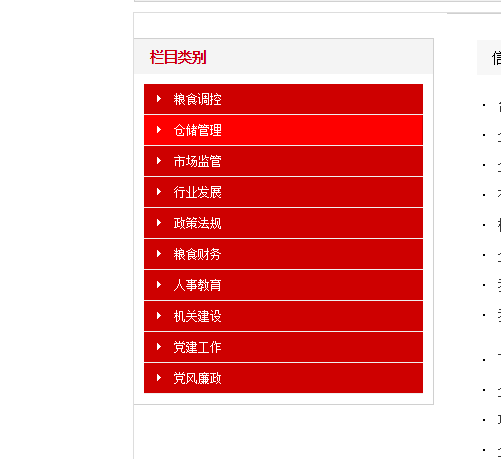 栏目类别
粮食调控
仓储管理
市场监管
行业发展
政策法规
粮食财务
人事教育
机关建设
党建工作
党风廉政